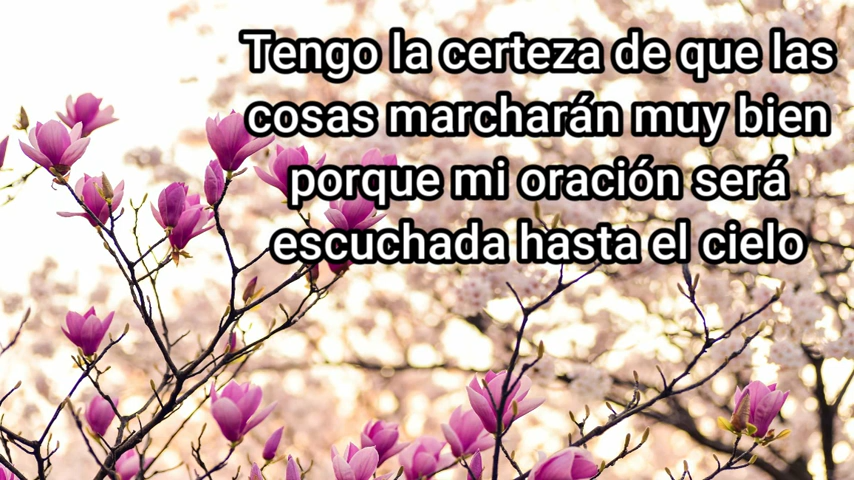 Tengo la certeza de que las
cosas marcharán muy bien
porque mi oración será
escuchada hasta el cielo